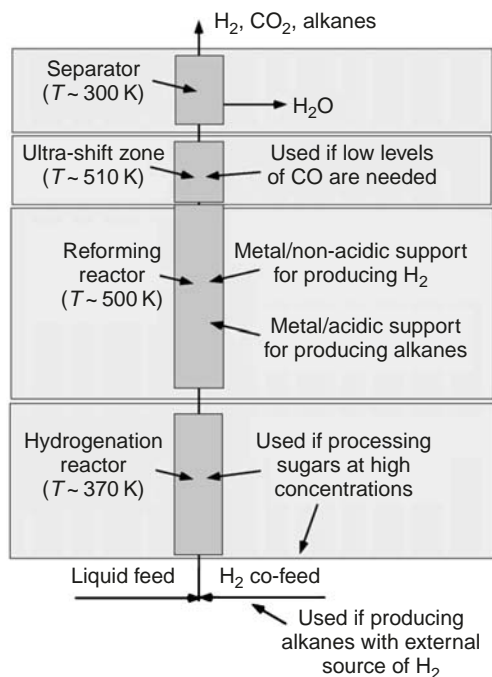 H₂, CO₂, alkanes
Separator
(T ~ 300 K)
H₂O
Ultra-shift zone
(T ~ 510 K)
Used if low levels
of CO are needed
Reforming
reactor
(T ~ 500 K)
Metal/non-acidic support
for producing H₂
Metal/acidic support
for producing alkanes
Hydrogenation
reactor
(T ~ 370 K)
Used if processing
sugars at high
concentrations
Liquid feed
H₂ co-feed
Used if producing
alkanes with external
source of H₂